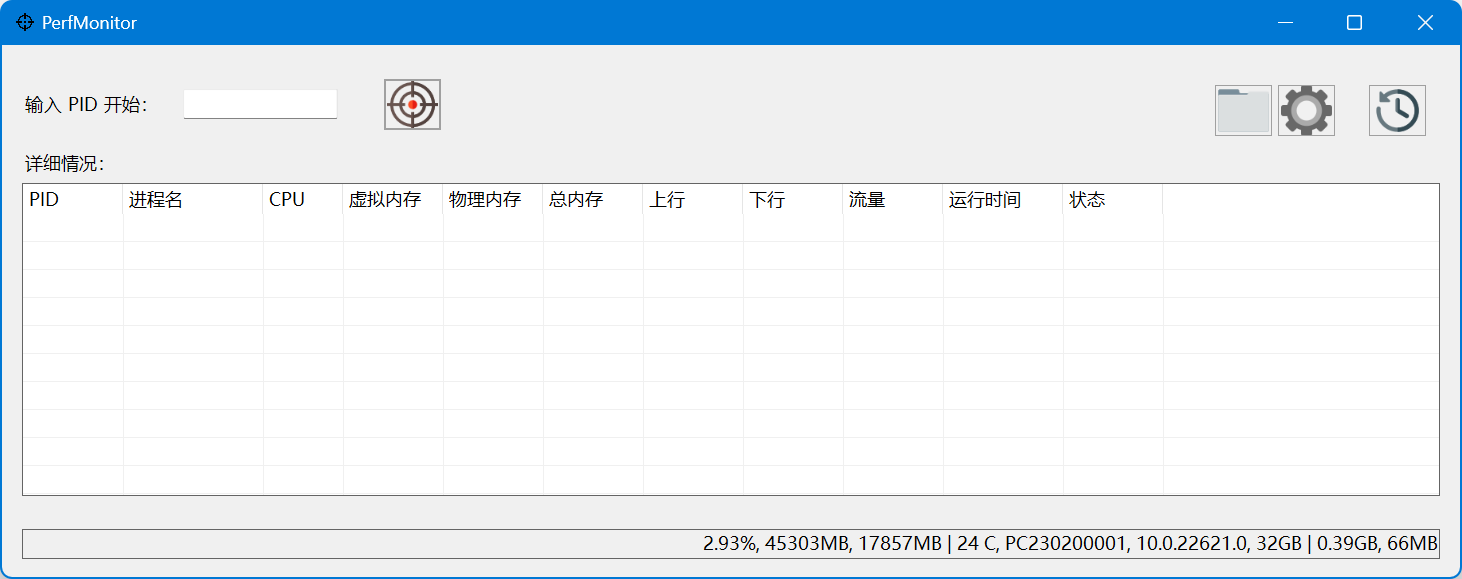 PerfMonitor
输入 PID 开始：
详细情况：
PID 进程名 CPU 虚拟内存 物理内存 总内存 上行 下行 流量 运行时间 状态
2.93%, 45303MB, 17857MB | 24 C, PC230200001, 10.0.22621.0, 32GB | 0.39GB, 66MB